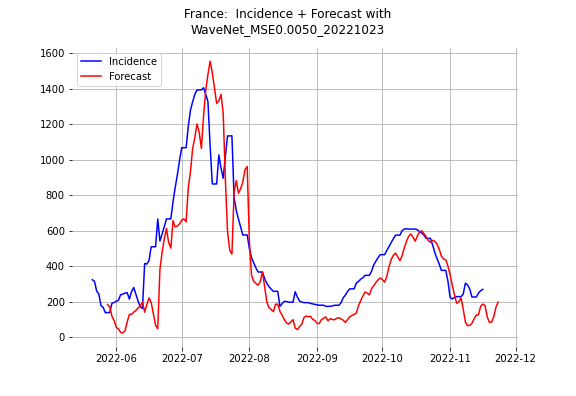 France:  Incidence + Forecast with
WaveNet_MSE0.0050_20221023
Incidence
Forecast
1600
1400
1200
1000
800
600
400
200
0
2022-06 2022-07 2022-08 2022-09 2022-10 2022-11 2022-12